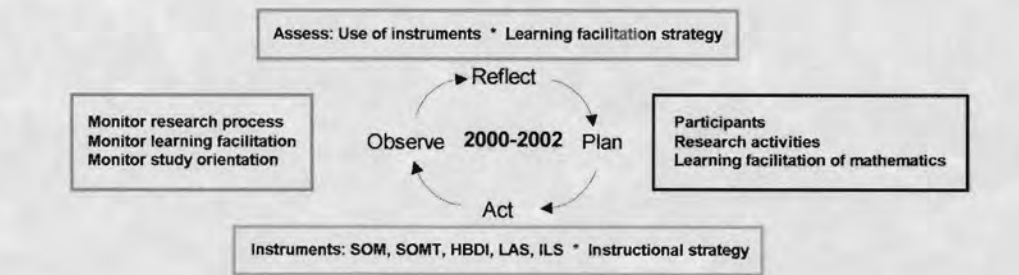 Assess: Use of instruments * Learning facilitation strategy
Reflect
Monitor research process
Monitor learning facilitation
Monitor study orientation
Observe 2000-2002 Plan
Participants
Research activities
Learning facilitation of mathematics
Act
Instruments: SOM, SOMT, HBDI, LAS, ILS * Instructional strategy